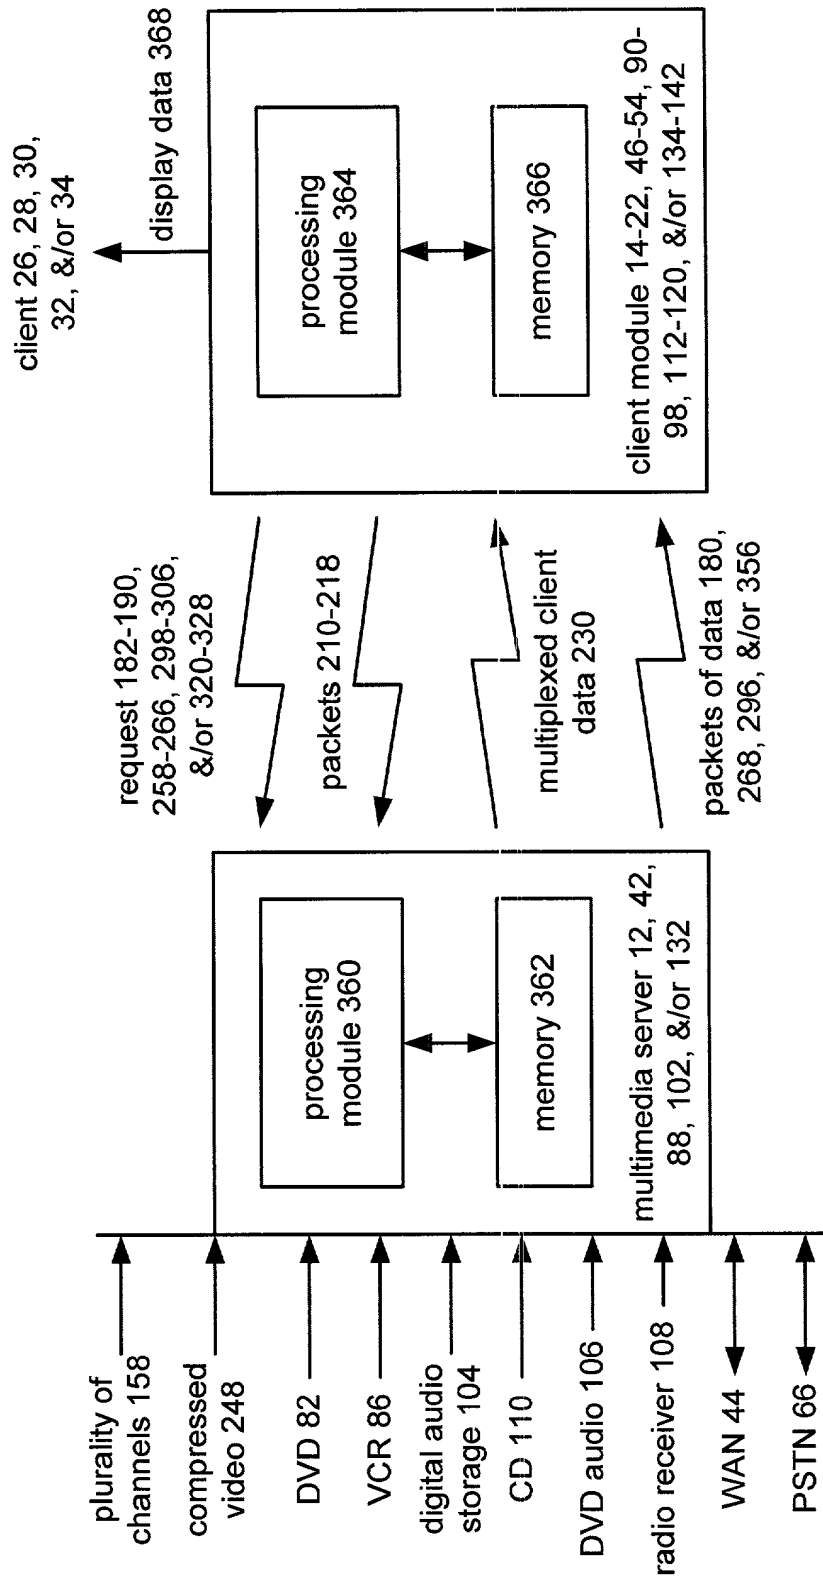 plurality of
channels 158
compressed
video 248
DVD 82
VCR 86
digital audio
storage 104
CD 110
DVD audio 106
radio receiver 108
WAN 44
PSTN 66
processing
module 360
memory 362
multimedia server 12, 42,
88, 102, &/or 132
request 182-190,
258-266, 298-306,
&/or 320-328
packets 210-218
multiplexed client
data 230
packets of data 180,
268, 296, &/or 356
client 26, 28, 30,
32, &/or 34
display data 368
processing
module 364
memory 366
client module 14-22, 46-54, 90-
98, 112-120, &/or 134-142